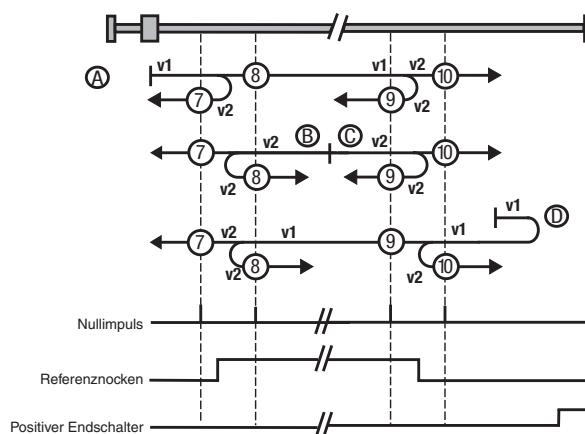 v1 8 v1 v2 10
A
7 v2 9 v2
B C
7 v2 v2 10
v2 8 9 v2
v1 D
7 v2 v1 9 v1
v2 8 v2 10
Nullimpuls
Referenznocken
Positiver Endschalter